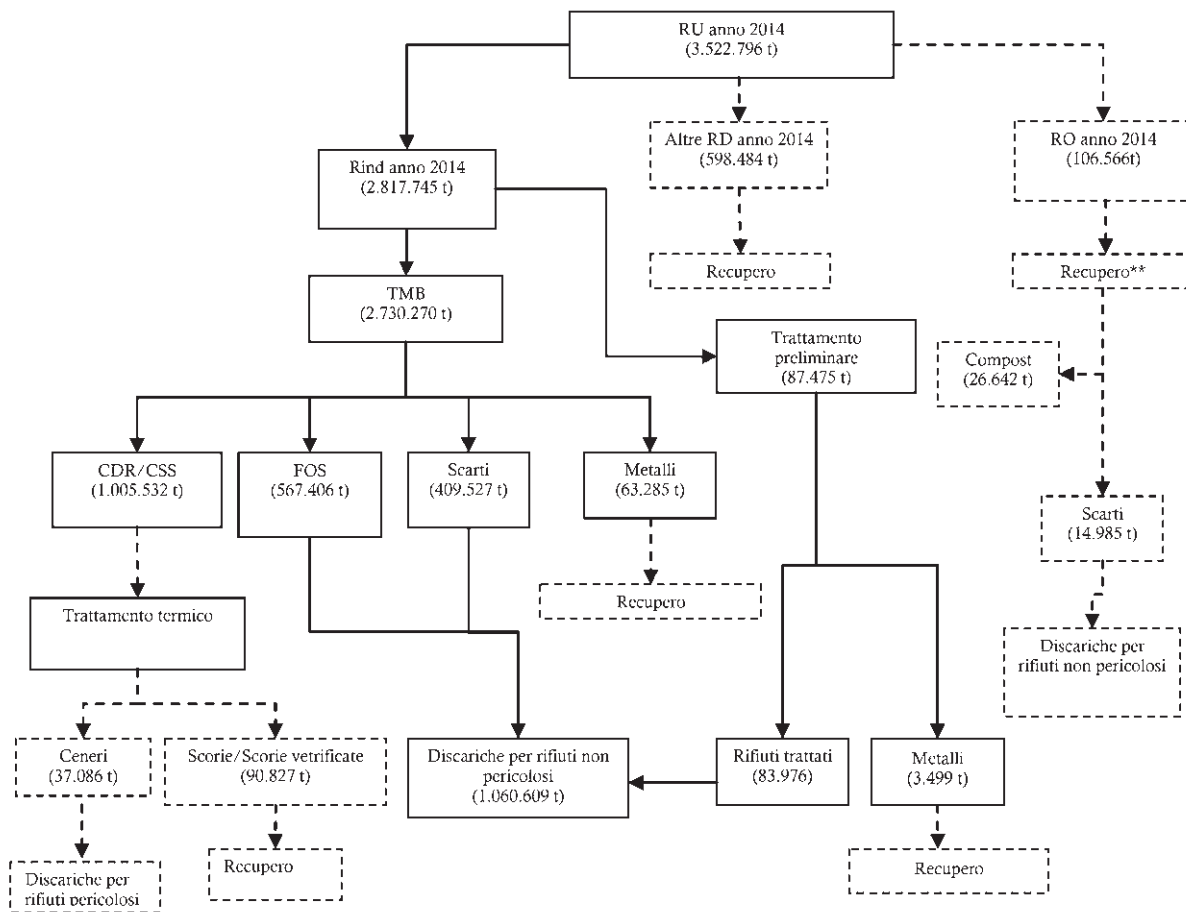 RU anno 2014
(3.522.796 t)
Altre RD anno 2014
(598.484 t)
RO anno 2014
(106.566t)
Rind anno 2014
(2.817.745 t)
Recupero
Recupero**
TMB
(2.730.270 t)
Trattamento
preliminare
(87.475 t)
Compost
(26.642 t)
CDR/CSS
(1.005.532 t)
FOS
(567.406 t)
Scarti
(409.527 t)
Metalli
(63.285 t)
Scarti
(14.985 t)
Recupero
Trattamento termico
Discariche per
rifiuti non pericolosi
Ceneri
(37.086 t)
Scorie/Scorie vetrificate
(90.827 t)
Discariche per rifiuti non
pericolosi
(1.060.609 t)
Rifiuti trattati
(83.976 t)
Metalli
(3.499 t)
Discariche per
rifiuti pericolosi
Recupero
Recupero